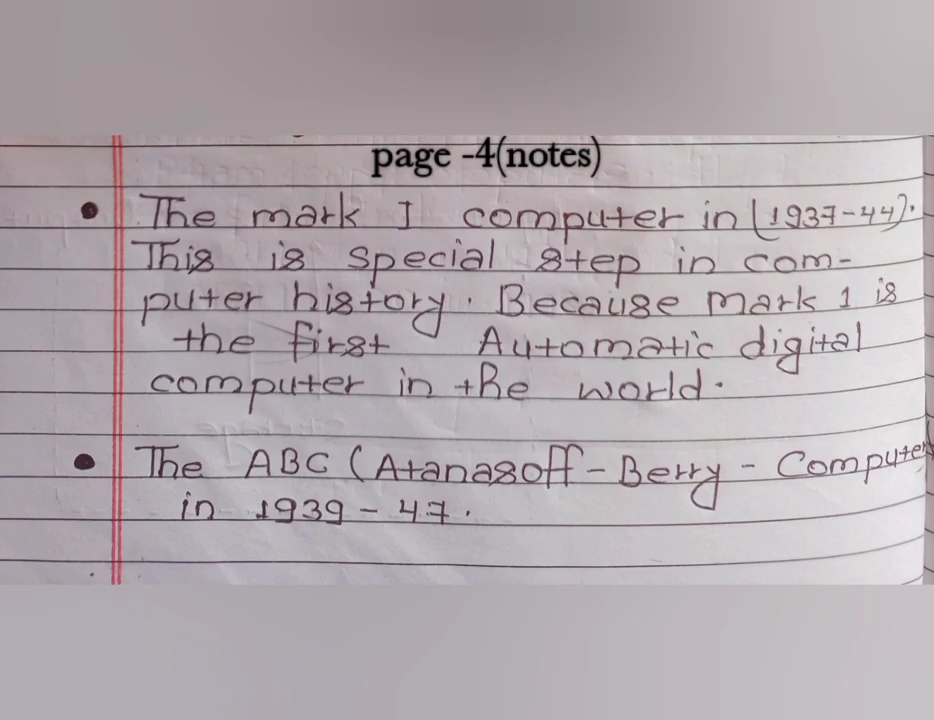 page -4(notes)
• The mark I computer in (1937-44).
This is special step in com-
puter history. Because mark 1 is
the first Automatic digital
computer in the world.
• The ABC (Atanasoff - Berry - Computer
in 1939 - 47.